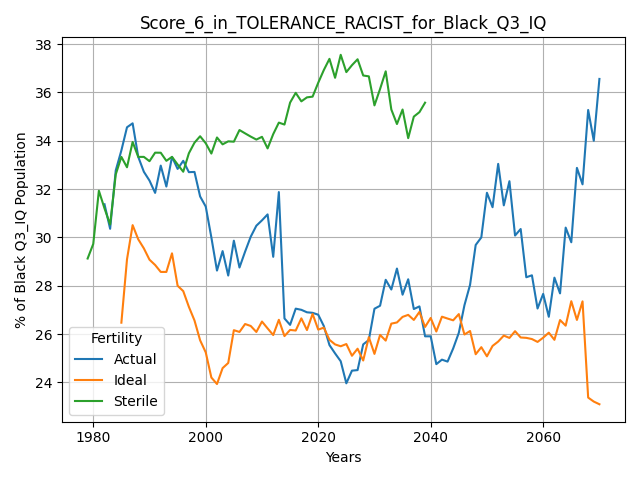 Score_6_in_TOLERANCE_RACIST_for_Black_Q3_IQ
% of Black Q3_IQ Population
38
36
34
32
30
28
26
24
Fertility
Actual
Ideal
Sterile
1980
2000
2020
2040
2060
Years